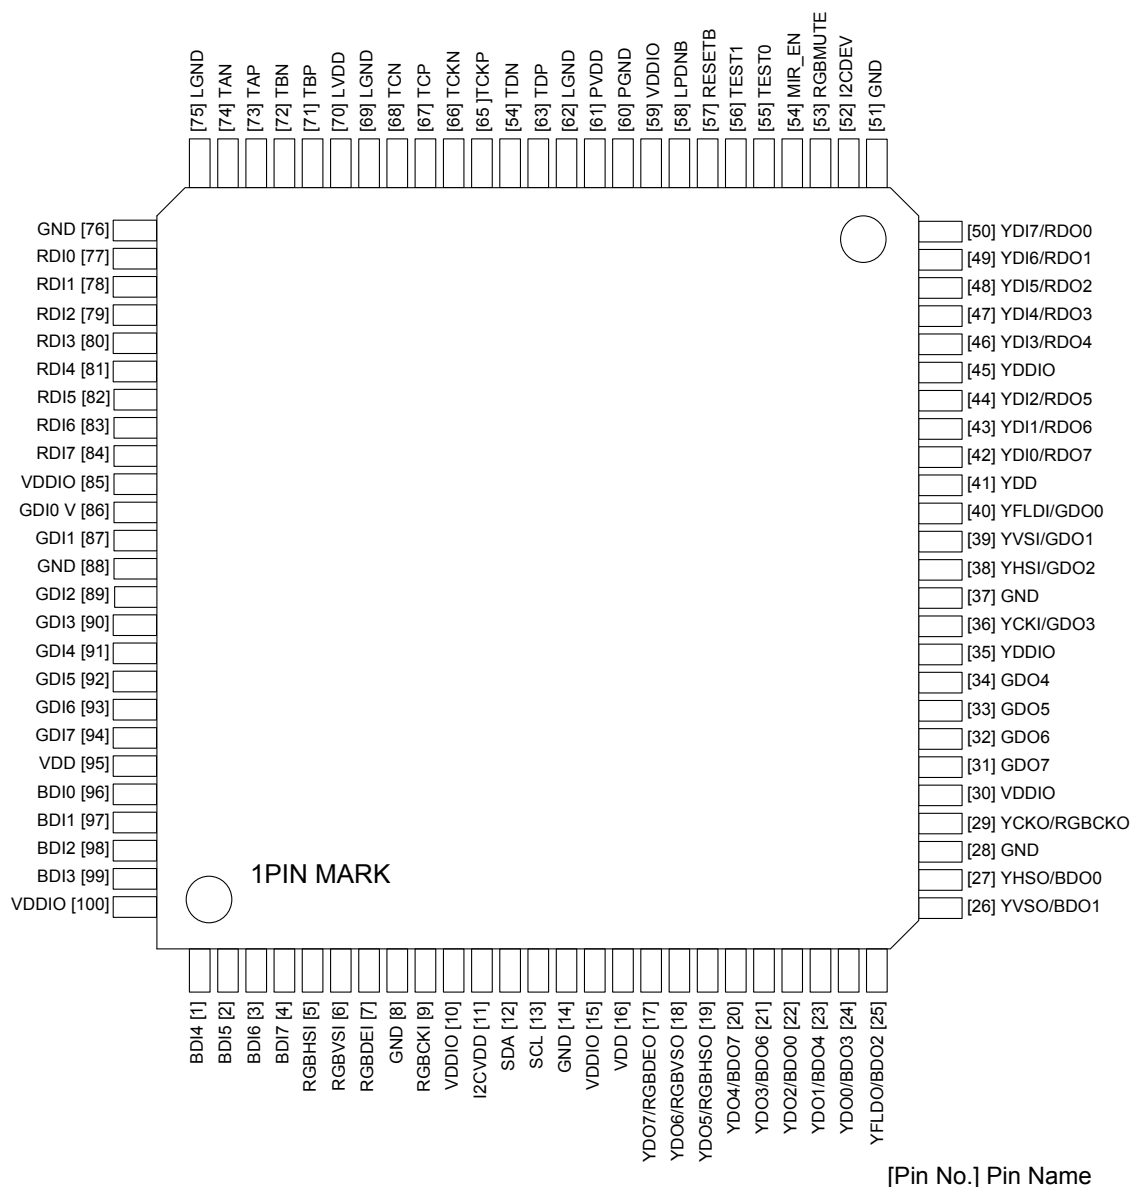 [75] LGND
[74] TAN
[73] TAP
[72] TBN
[71] TBP
[70] LVDD
[69] LGND
[68] TCN
[67] TCP
[66] TCKN
[65 ]TCKP
[54] TDN
[63] TDP
[62] LGND
[61] PVDD
[60] PGND
[59] VDDIO
[58] LPDNB
[57] RESETB
[56] TEST1
[55] TEST0
[54] MIR_EN
[53] RGBMUTE
[52] I2CDEV
[51] GND
GND [76]
RDI0 [77]
RDI1 [78]
RDI2 [79]
RDI3 [80]
RDI4 [81]
RDI5 [82]
RDI6 [83]
RDI7 [84]
VDDIO [85]
GDI0 V [86]
GDI1 [87]
GND [88]
GDI2 [89]
GDI3 [90]
GDI4 [91]
GDI5 [92]
GDI6 [93]
GDI7 [94]
VDD [95]
BDI0 [96]
BDI1 [97]
BDI2 [98]
BDI3 [99]
VDDIO [100]
[50] YDI7/RDO0
[49] YDI6/RDO1
[48] YDI5/RDO2
[47] YDI4/RDO3
[46] YDI3/RDO4
[45] YDDIO
[44] YDI2/RDO5
[43] YDI1/RDO6
[42] YDI0/RDO7
[41] YDD
[40] YFLDI/GDO0
[39] YVSI/GDO1
[38] YHSI/GDO2
[37] GND
[36] YCKI/GDO3
[35] YDDIO
[34] GDO4
[33] GDO5
[32] GDO6
[31] GDO7
[30] VDDIO
[29] YCKO/RGBCKO
[28] GND
[27] YHSO/BDO0
[26] YVSO/BDO1
1PIN MARK
BDI4 [1]
BDI5 [2]
BDI6 [3]
BDI7 [4]
RGBHSI [5]
RGBVSI [6]
RGBDEI [7]
GND [8]
RGBCKI [9]
VDDIO [10]
I2CVDD [11]
SDA [12]
SCL [13]
GND [14]
VDDIO [15]
VDD [16]
YDO7/RGBDEO [17]
YDO6/RGBVSO [18]
YDO5/RGBHSO [19]
YDO4/BDO7 [20]
YDO3/BDO6 [21]
YDO2/BDO0 [22]
YDO1/BDO4 [23]
YDO0/BDO3 [24]
YFLDO/BDO2 [25]
[Pin No.] Pin Name